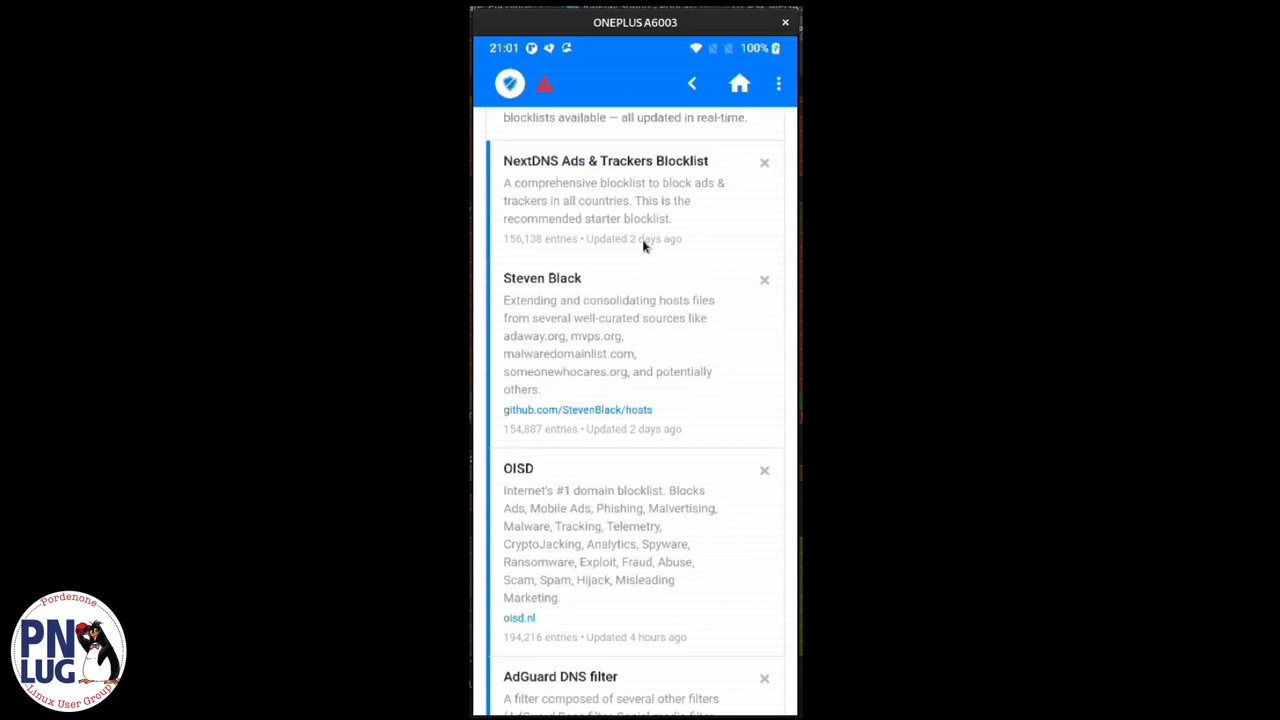 ONEPLUS A6003
21:01
100%
blocklists available — all updated in real-time.
NextDNS Ads & Trackers Blocklist
A comprehensive blocklist to block ads &
trackers in all countries. This is the
recommended starter blocklist.
156,138 entries • Updated 2 days ago
Steven Black
Extending and consolidating hosts files
from several well-curated sources like
adaway.org, mvps.org,
malwaredomainlist.com,
someonewhocares.org, and potentially
others.
github.com/StevenBlack/hosts
154,887 entries • Updated 2 days ago
OISD
Internet's #1 domain blocklist. Blocks
Ads, Mobile Ads, Phishing, Malvertising,
Malware, Tracking, Telemetry,
CryptoJacking, Analytics, Spyware,
Ransomware, Exploit, Fraud, Abuse,
Scam, Spam, Hijack, Misleading
Marketing.
oisd.nl
194,216 entries • Updated 4 hours ago
AdGuard DNS filter
A filter composed of several other filters
Pordenone
PN
LUG
Linux User Group